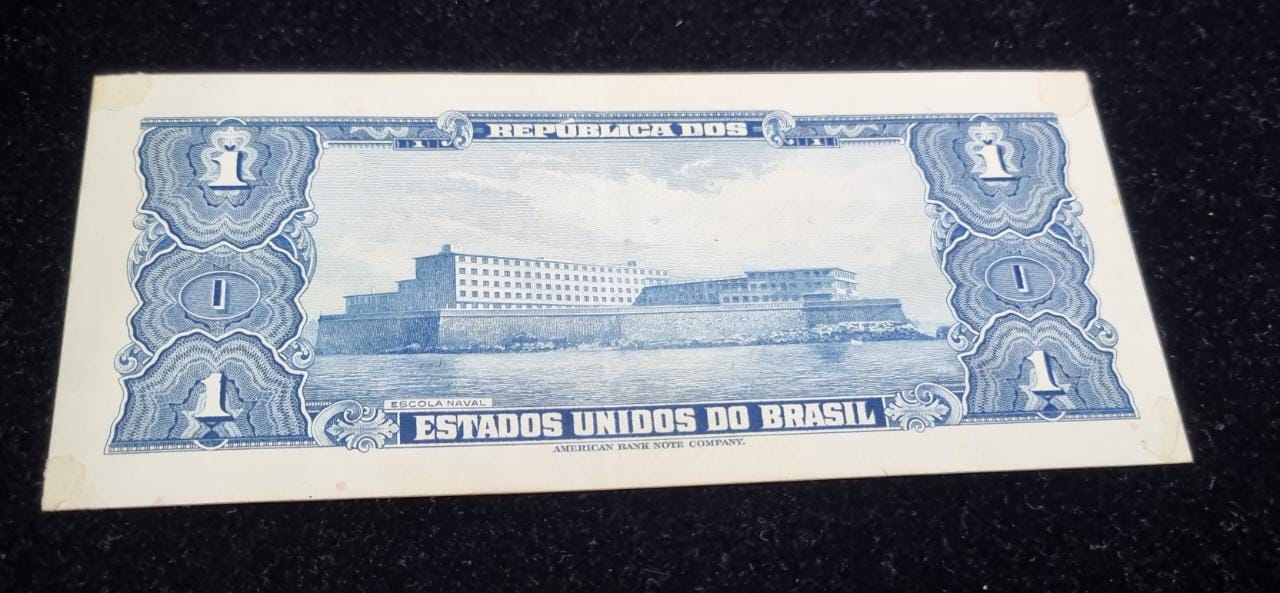 REPÚBLICA DOS
1 1
1 1
1 1
1 1
ESCOLA NAVAL
ESTADOS UNIDOS DO BRASIL
AMERICAN BANK NOTE COMPANY.